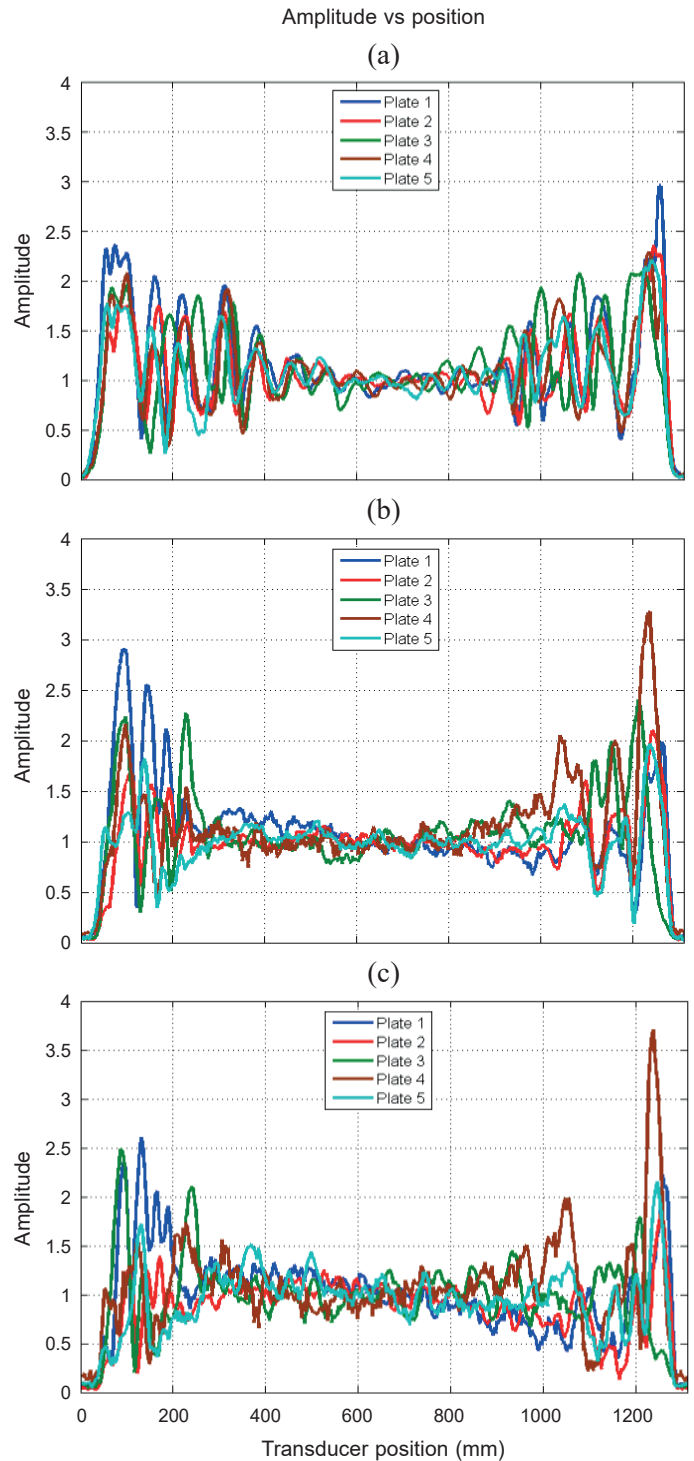 Amplitude vs position
(a)
4
3.5
3
2.5
2
1.5
1
0.5
0
Amplitude
Plate 1
Plate 2
Plate 3
Plate 4
Plate 5
(b)
4
3.5
3
2.5
2
1.5
1
0.5
0
Amplitude
Plate 1
Plate 2
Plate 3
Plate 4
Plate 5
(c)
4
3.5
3
2.5
2
1.5
1
0.5
0
Amplitude
Plate 1
Plate 2
Plate 3
Plate 4
Plate 5
0 200 400 600 800 1000 1200
Transducer position (mm)